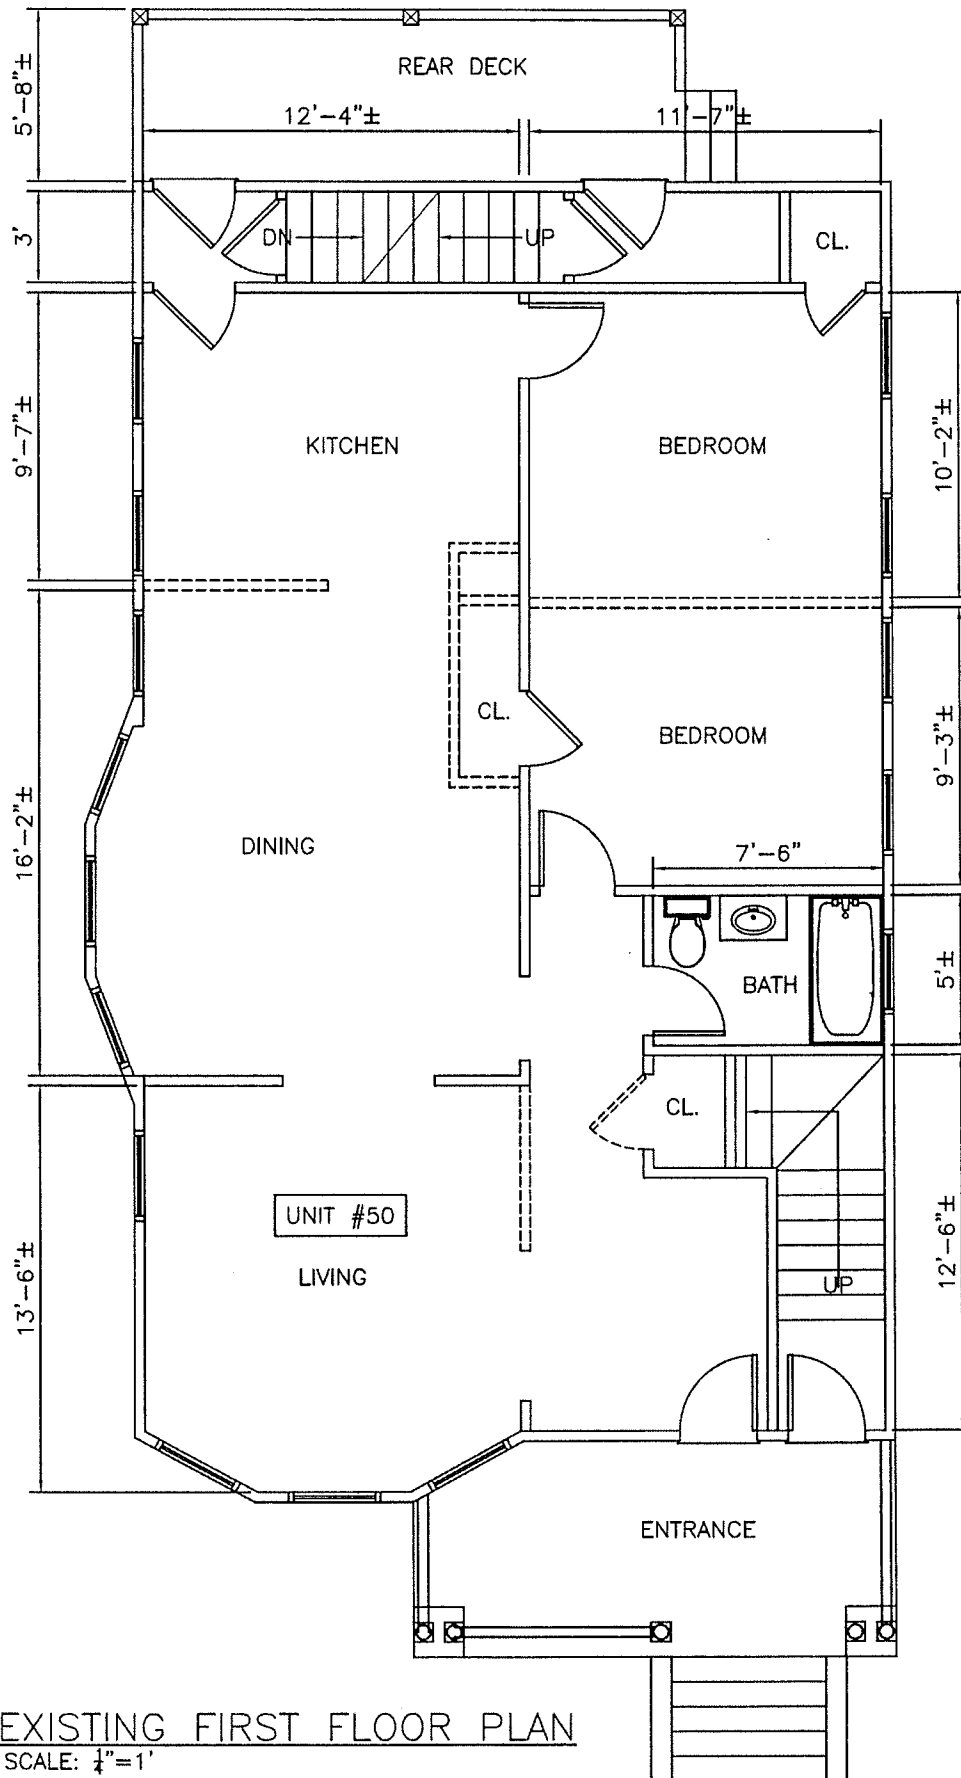 REAR DECK
5'-8"±
12'-4"±
11'-7"±
3'
DN
UP
CL.
9'-7"±
KITCHEN
BEDROOM
10'-2"±
CL.
BEDROOM
9'-3"±
16'-2"±
DINING
7'-6"
BATH
5'±
CL.
UNIT #50
LIVING
13'-6"±
UP
12'-6"±
ENTRANCE
EXISTING FIRST FLOOR PLAN
SCALE: ¼"=1'